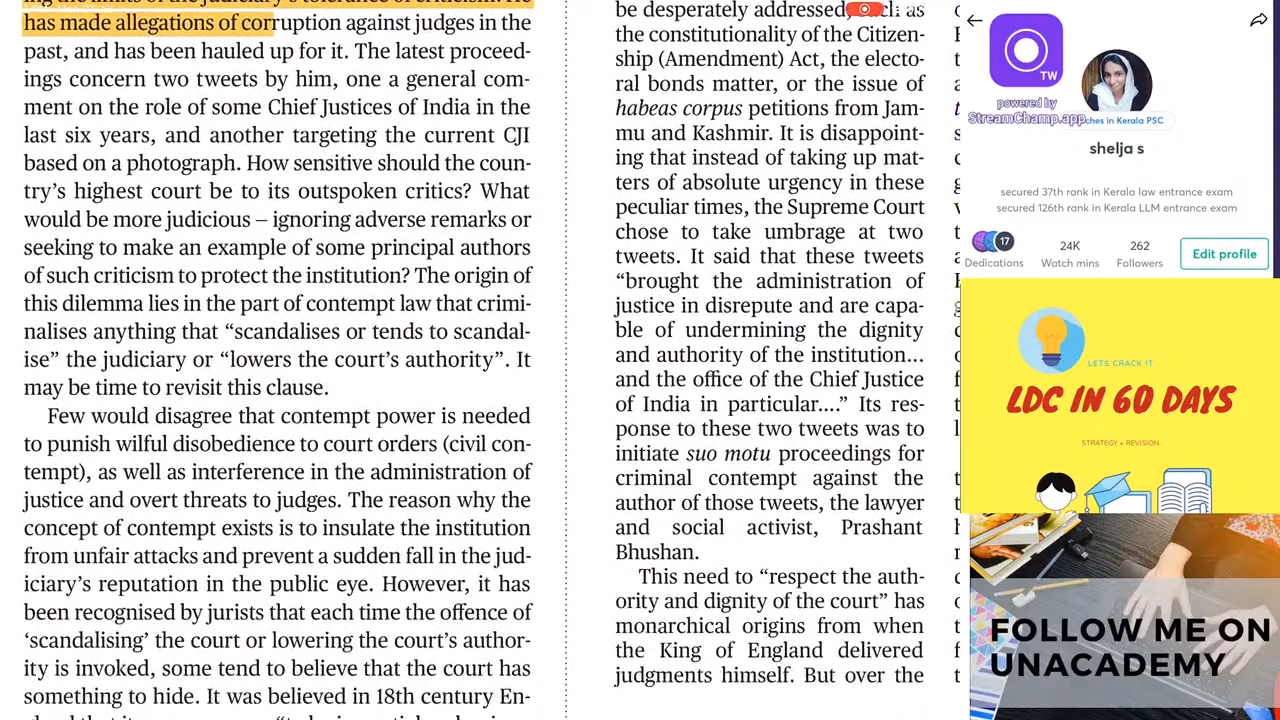 ing the limits of the judiciary's tolerance of criticism. He
has made allegations of corruption against judges in the
past, and has been hauled up for it. The latest proceed-
ings concern two tweets by him, one a general com-
ment on the role of some Chief Justices of India in the
last six years, and another targeting the current CJI
based on a photograph. How sensitive should the coun-
try's highest court be to its outspoken critics? What
would be more judicious – ignoring adverse remarks or
seeking to make an example of some principal authors
of such criticism to protect the institution? The origin of
this dilemma lies in the part of contempt law that crimi-
nalises anything that “scandalises or tends to scandal-
ise” the judiciary or “lowers the court's authority”. It
may be time to revisit this clause.
Few would disagree that contempt power is needed
to punish wilful disobedience to court orders (civil con-
tempt), as well as interference in the administration of
justice and overt threats to judges. The reason why the
concept of contempt exists is to insulate the institution
from unfair attacks and prevent a sudden fall in the jud-
iciary's reputation in the public eye. However, it has
been recognised by jurists that each time the offence of
‘scandalising’ the court or lowering the court's author-
ity is invoked, some tend to believe that the court has
something to hide. It was believed in 18th century En-
be desperately addressed, such as
the constitutionality of the Citizen-
ship (Amendment) Act, the electo-
ral bonds matter, or the issue of
habeas corpus petitions from Jam-
mu and Kashmir. It is disappoint-
ing that instead of taking up mat-
ters of absolute urgency in these
peculiar times, the Supreme Court
chose to take umbrage at two
tweets. It said that these tweets
“brought the administration of
justice in disrepute and are capa-
ble of undermining the dignity
and authority of the institution...
and the office of the Chief Justice
of India in particular....” Its res-
ponse to these two tweets was to
initiate suo motu proceedings for
criminal contempt against the
author of those tweets, the lawyer
and social activist, Prashant
Bhushan.
This need to “respect the auth-
ority and dignity of the court” has
monarchical origins from when
the King of England delivered
judgments himself. But over the
TW
powered by
StreamChamp.app
ches in Kerala PSC
shelja s
secured 37th rank in Kerala law entrance exam
secured 126th rank in Kerala LLM entrance exam
17
Dedications
24K
Watch mins
262
Followers
Edit profile
LETS CRACK IT
LDC IN 60 DAYS
STRATEGY + REVISION
FOLLOW ME ON
UNACADEMY